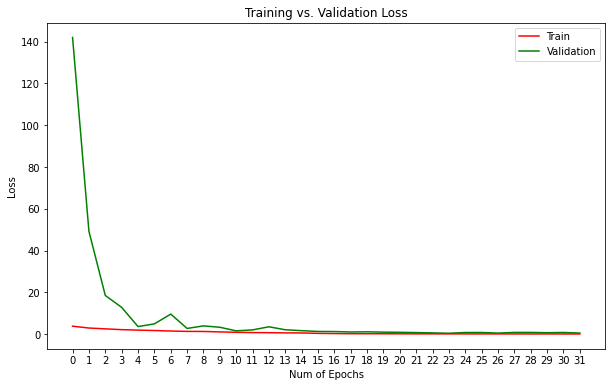 Training vs. Validation Loss
Train
Validation
140
120
100
80
60
40
20
0
Loss
0 1 2 3 4 5 6 7 8 9 10 11 12 13 14 15 16 17 18 19 20 21 22 23 24 25 26 27 28 29 30 31
Num of Epochs